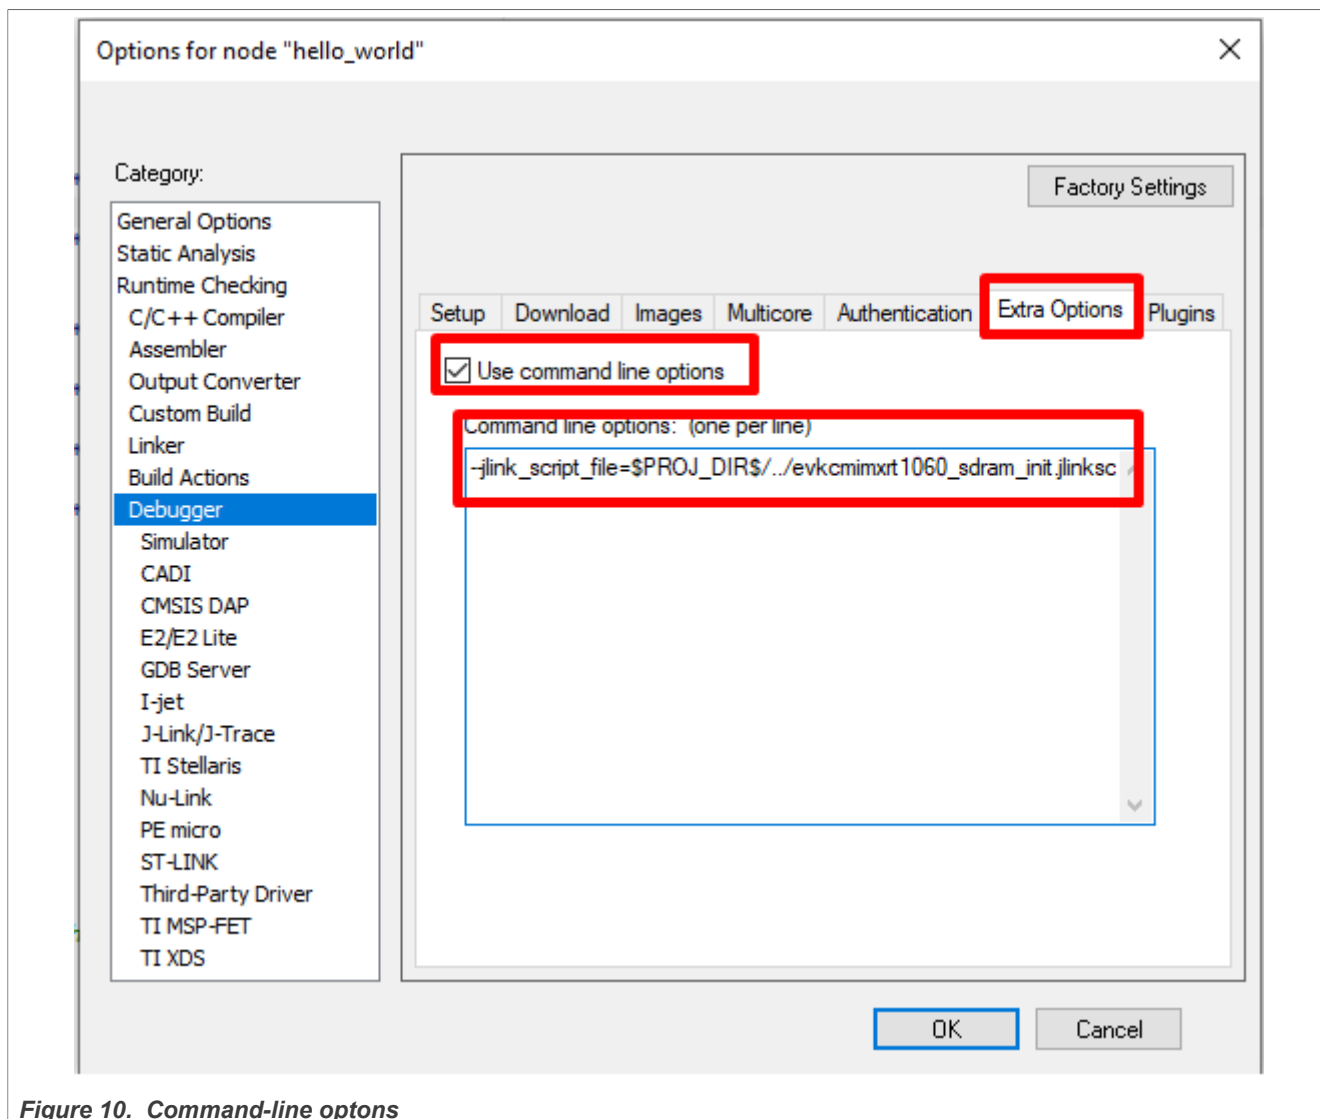 Options for node "hello_world"
Category:
Factory Settings
General Options
Static Analysis
Runtime Checking
C/C++ Compiler
Assembler
Output Converter
Custom Build
Linker
Build Actions
Debugger
Simulator
CADI
CMSIS DAP
E2/E2 Lite
GDB Server
I-jet
J-Link/J-Trace
TI Stellaris
Nu-Link
PE micro
ST-LINK
Third-Party Driver
TI MSP-FET
TI XDS
Setup Download Images Multicore Authentication Extra Options Plugins
Use command line options
Command line options: (one per line)
--jlink_script_file=$PROJ_DIR$/../evkcmimxrt1060_sdram_init.jlinksc
OK Cancel
Figure 10. Command-line optons